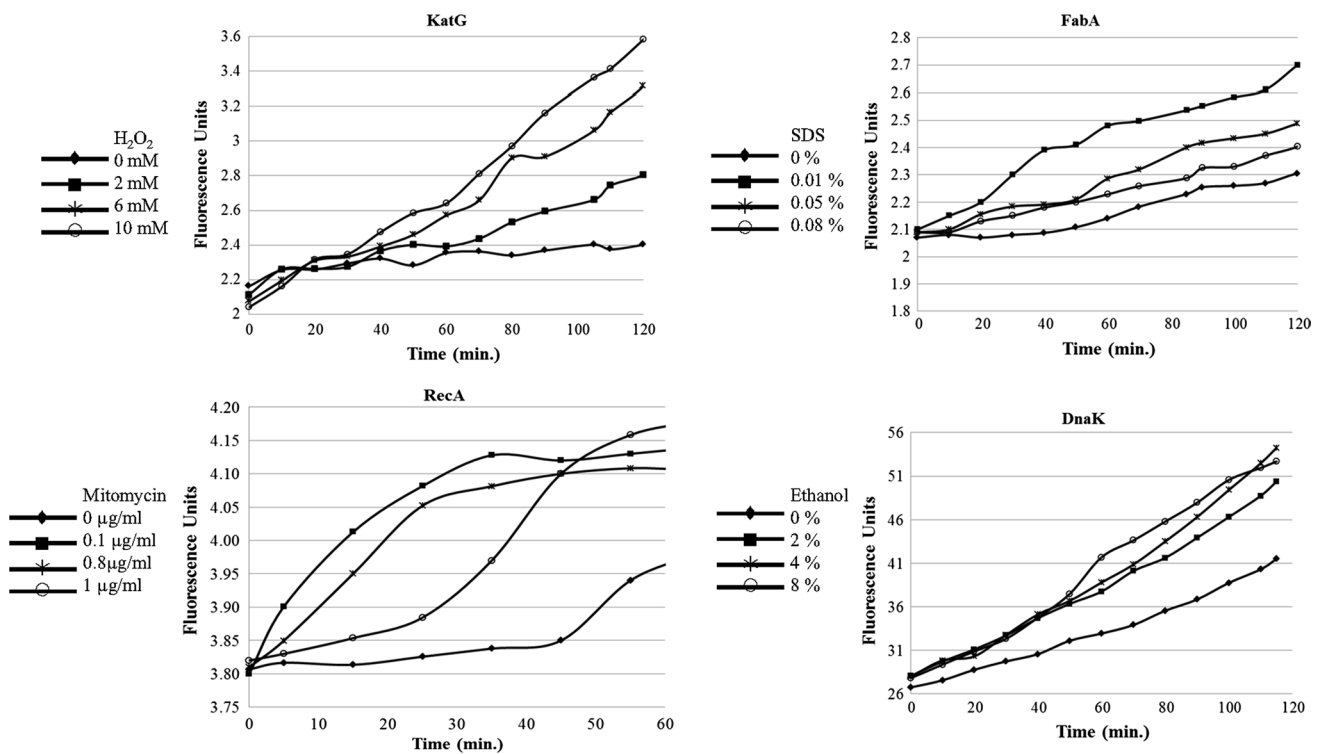 KatG
Fluorescence Units
3.6
3.4
3.2
3
2.8
2.6
2.4
2.2
2
0 20 40 60 80 100 120
Time (min.)
H₂O₂
0 mM
2 mM
6 mM
10 mM
FabA
Fluorescence Units
2.8
2.7
2.6
2.5
2.4
2.3
2.2
2.1
2
1.9
1.8
0 20 40 60 80 100 120
Time (min.)
SDS
0 %
0.01 %
0.05 %
0.08 %
RecA
Fluorescence Units
4.20
4.15
4.10
4.05
4.00
3.95
3.90
3.85
3.80
3.75
0 10 20 30 40 50 60
Time (min.)
Mitomycin
0 µg/ml
0.1 µg/ml
0.8µg/ml
1 µg/ml
DnaK
Fluorescence Units
56
51
46
41
36
31
26
0 20 40 60 80 100 120
Time (min.)
Ethanol
0 %
2 %
4 %
8 %